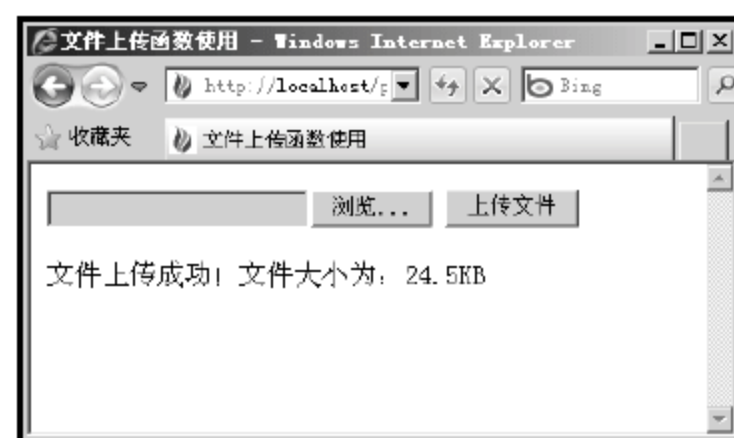 文件上传函数使用 - Windows Internet Explorer
http://localhost/p
Bing
收藏夹
文件上传函数使用
浏览... 上传文件
文件上传成功！文件大小为：24.5KB